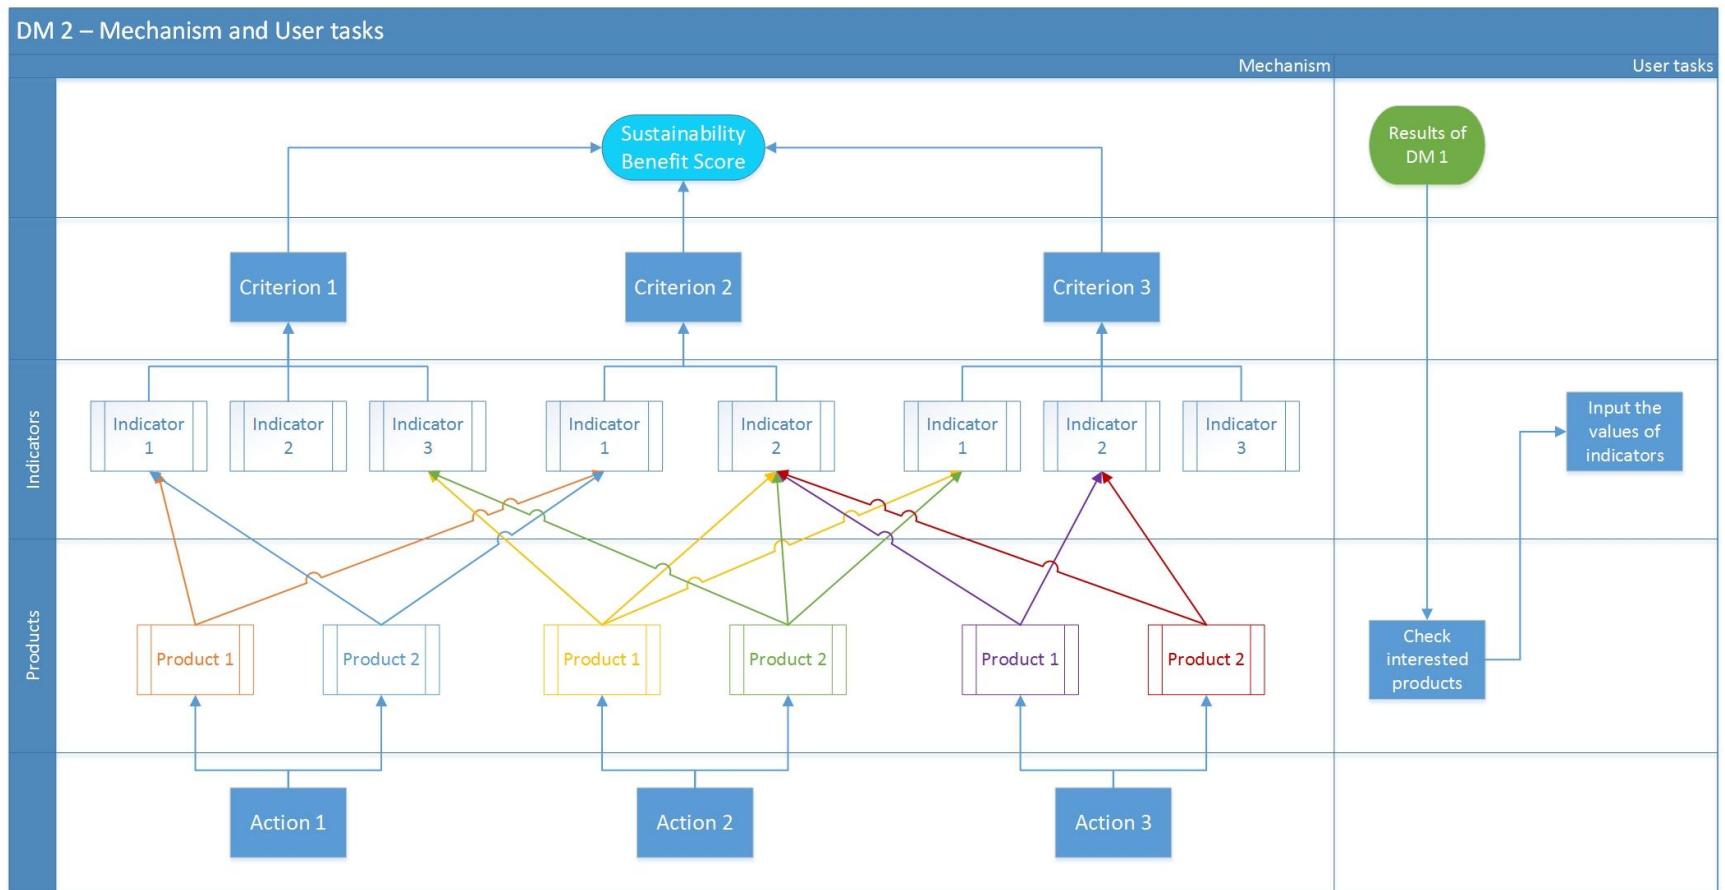 DM 2 – Mechanism and User tasks
Mechanism
User tasks
Sustainability
Benefit Score
Results of
DM 1
Criterion 1
Criterion 2
Criterion 3
Indicators
Indicator
1
Indicator
2
Indicator
3
Indicator
1
Indicator
2
Indicator
1
Indicator
2
Indicator
3
Input the
values of
indicators
Products
Product 1
Product 2
Product 1
Product 2
Product 1
Product 2
Check
interested
products
Action 1
Action 2
Action 3